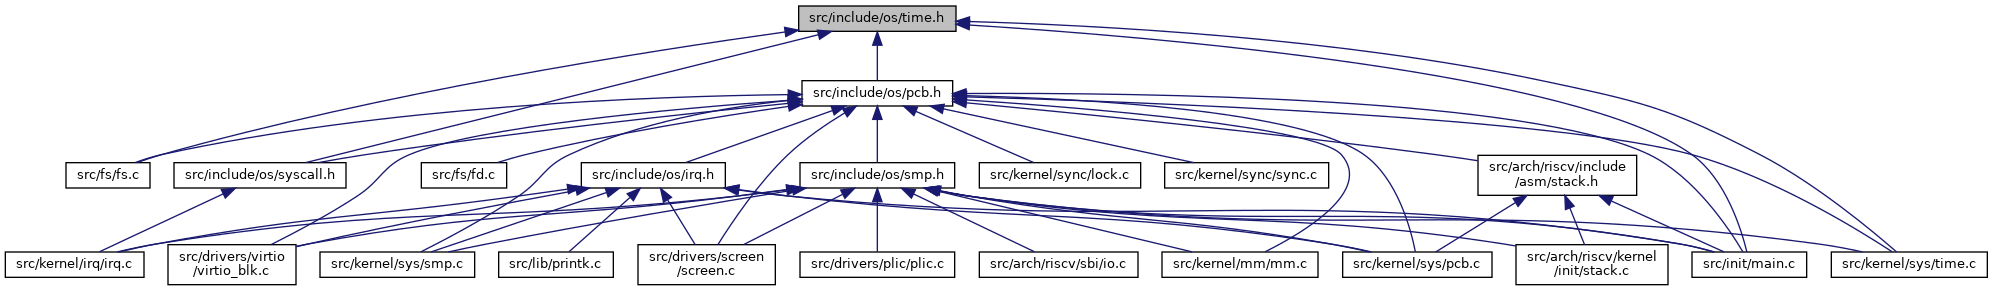 src/include/os/time.h
src/include/os/pcb.h
src/fs/fs.c
src/include/os/syscall.h
src/fs/fd.c
src/include/os/irq.h
src/include/os/smp.h
src/kernel/sync/lock.c
src/kernel/sync/sync.c
src/arch/riscv/include
asm/stack.h
src/kernel/irq/irq.c
src/drivers/virtio
/virtio_blk.c
src/kernel/sys/smp.c
src/lib/printk.c
src/drivers/screen
/screen.c
src/drivers/plic/plic.c
src/arch/riscv/sbi/io.c
src/kernel/mm/mm.c
src/kernel/sys/pcb.c
src/arch/riscv/kernel
/init/stack.c
src/init/main.c
src/kernel/sys/time.c